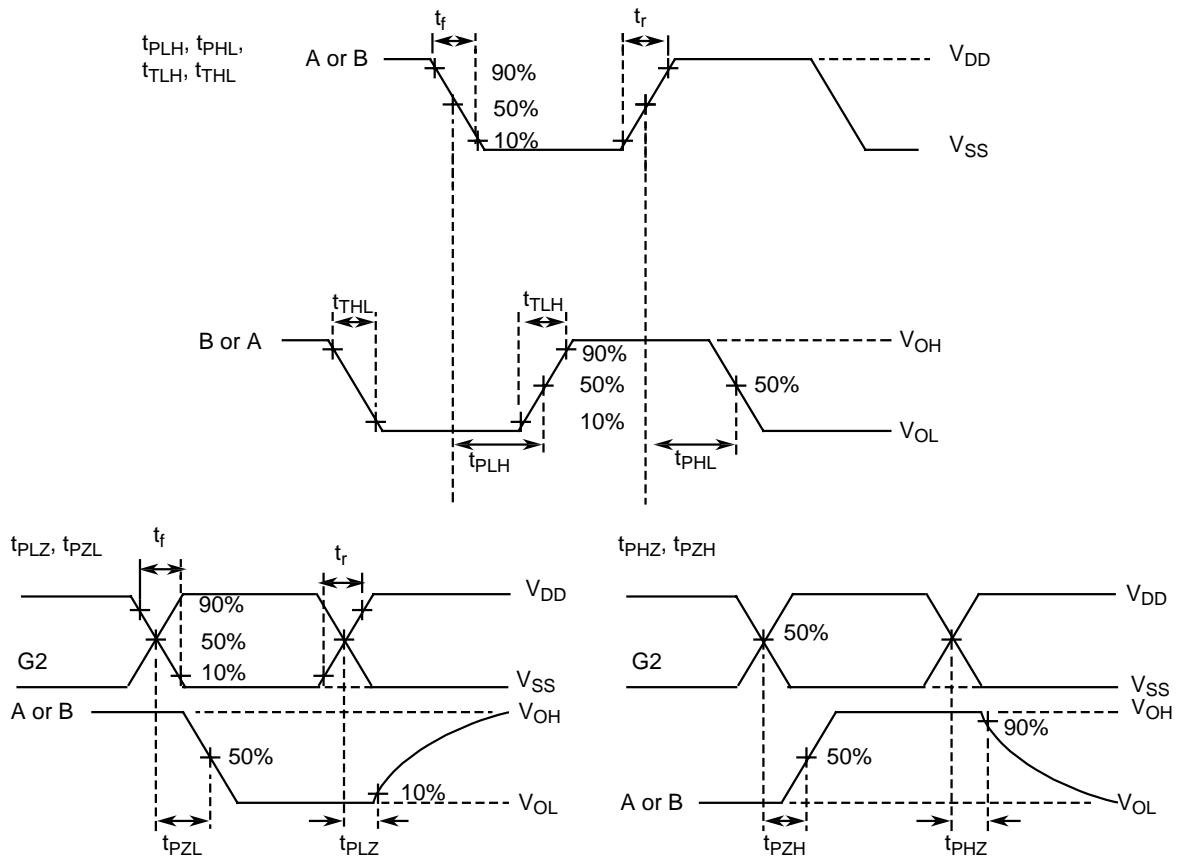 tPLH, tPHL,
tTLH, tTHL
A or B
tf
tr
90%
50%
10%
VDD
VSS
B or A
tTHL
tTLH
90%
50%
10%
50%
VOH
VOL
tPLH
tPHL
tPLZ, tPZL
tf
tr
G2
90%
50%
10%
VDD
VSS
A or B
50%
10%
VOH
VOL
tPZL
tPLZ
tPHZ, tPZH
G2
50%
VDD
VSS
VOH
90%
50%
A or B
VOL
tPZH
tPHZ